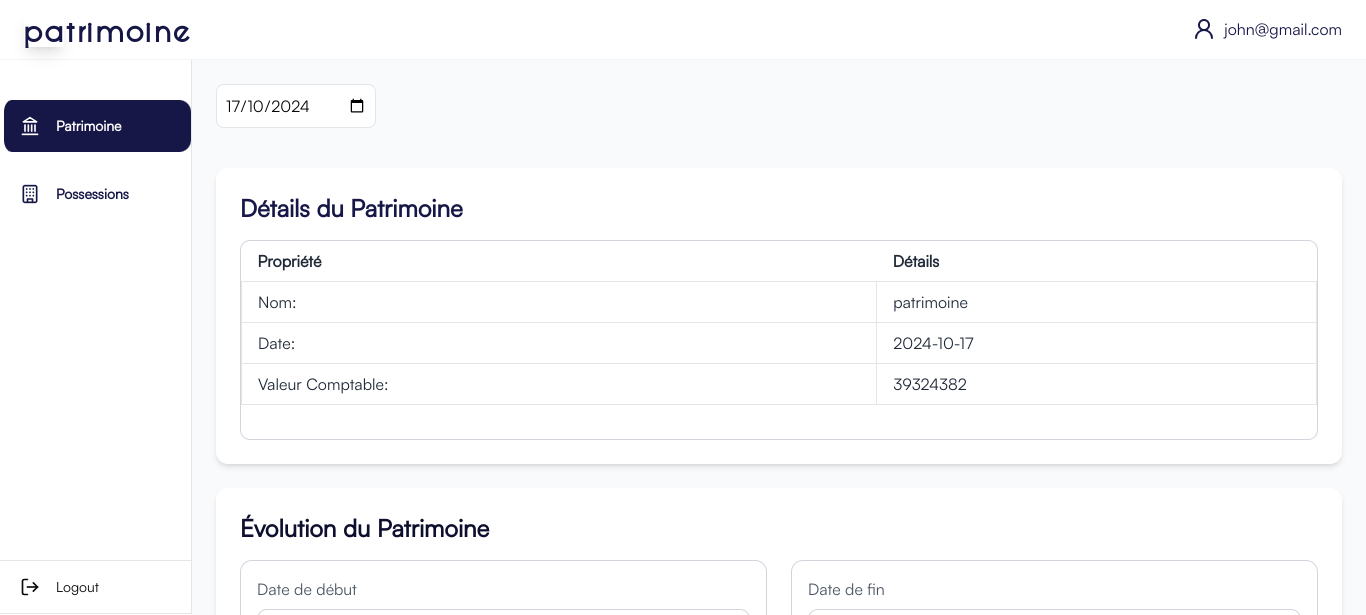 patrimoine
john@gmail.com
17/10/2024
Patrimoine
Possessions
Détails du Patrimoine
Propriété Détails
Nom: patrimoine
Date: 2024-10-17
Valeur Comptable: 39324382
Évolution du Patrimoine
Date de début Date de fin
Logout